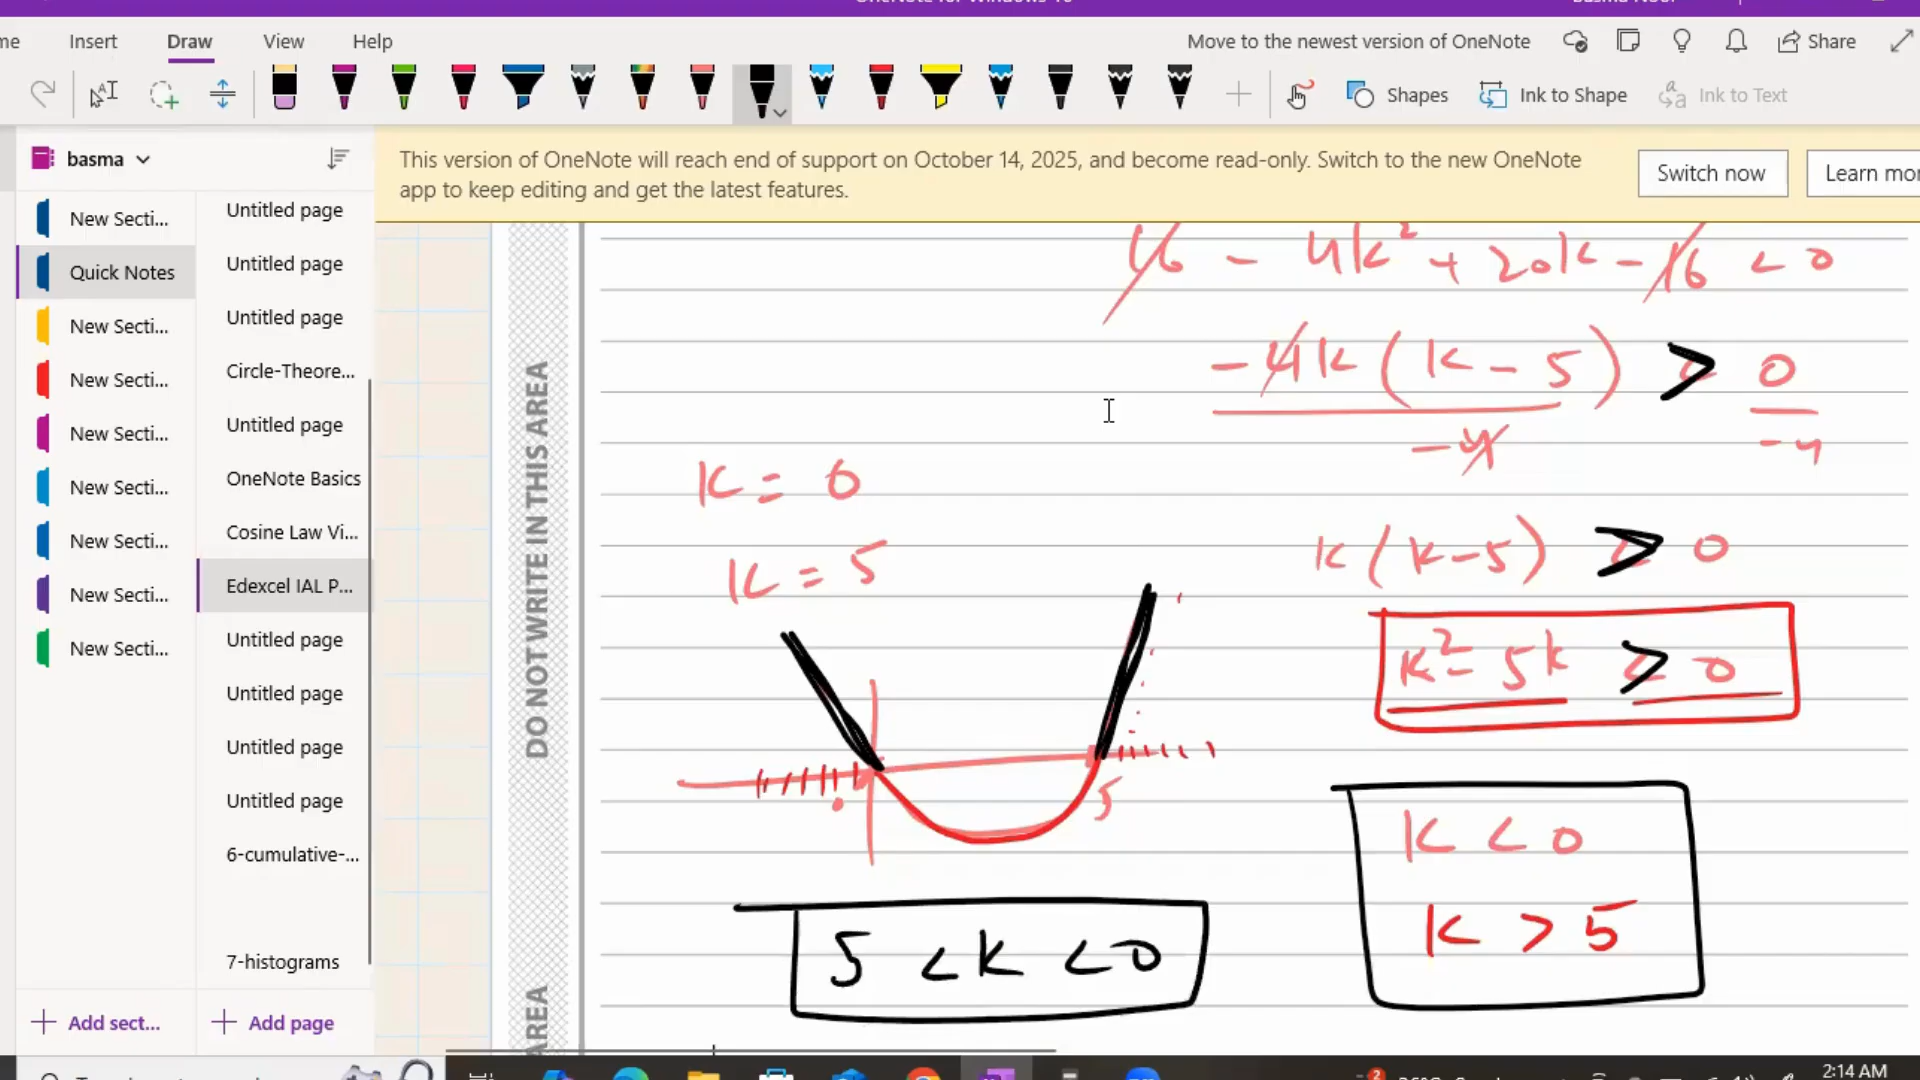 me Insert Draw View Help
Move to the newest version of OneNote Share
Shapes Ink to Shape Ink to Text
basma
New Secti...
Quick Notes
New Secti...
New Secti...
New Secti...
New Secti...
New Secti...
New Secti...
New Secti...
Add sect...
Untitled page
Untitled page
Untitled page
Circle-Theore...
Untitled page
OneNote Basics
Cosine Law Vi...
Edexcel IAL P...
Untitled page
Untitled page
Untitled page
Untitled page
6-cumulative-...
7-histograms
Add page
This version of OneNote will reach end of support on October 14, 2025, and become read-only. Switch to the new OneNote
app to keep editing and get the latest features.
Switch now
Learn mor
DO NOT WRITE IN THIS AREA
AREA
16 - 4k² + 20k - 16 < 0
-4k (k - 5) > 0
-4 -4
k = 0
k = 5
k (k-5) > 0
k² - 5k > 0
5
k < 0
k > 5
5 < k < 0
2:14 AM